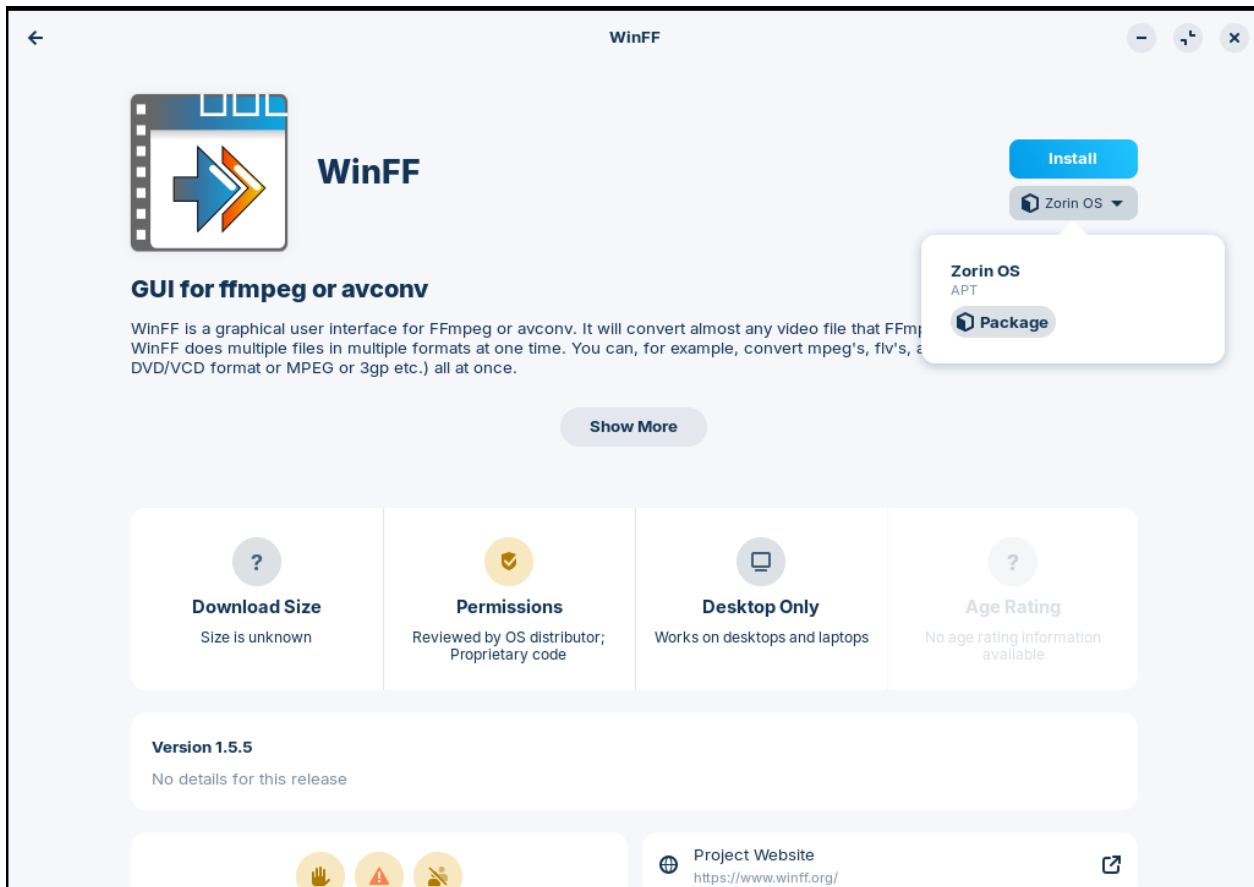 WinFF
WinFF
Install
Zorin OS
Zorin OS
APT
Package
GUI for ffmpeg or avconv
WinFF is a graphical user interface for FFmpeg or avconv. It will convert almost any video file that
WinFF does multiple files in multiple formats at one time. You can, for example, convert mpeg's, flv's,
DVD/VCD format or MPEG or 3gp etc.) all at once.
Show More
?
Download Size
Size is unknown
Permissions
Reviewed by OS distributor;
Proprietary code
Desktop Only
Works on desktops and laptops
?
Age Rating
No age rating information
available
Version 1.5.5
No details for this release
Project Website
https://www.winff.org/